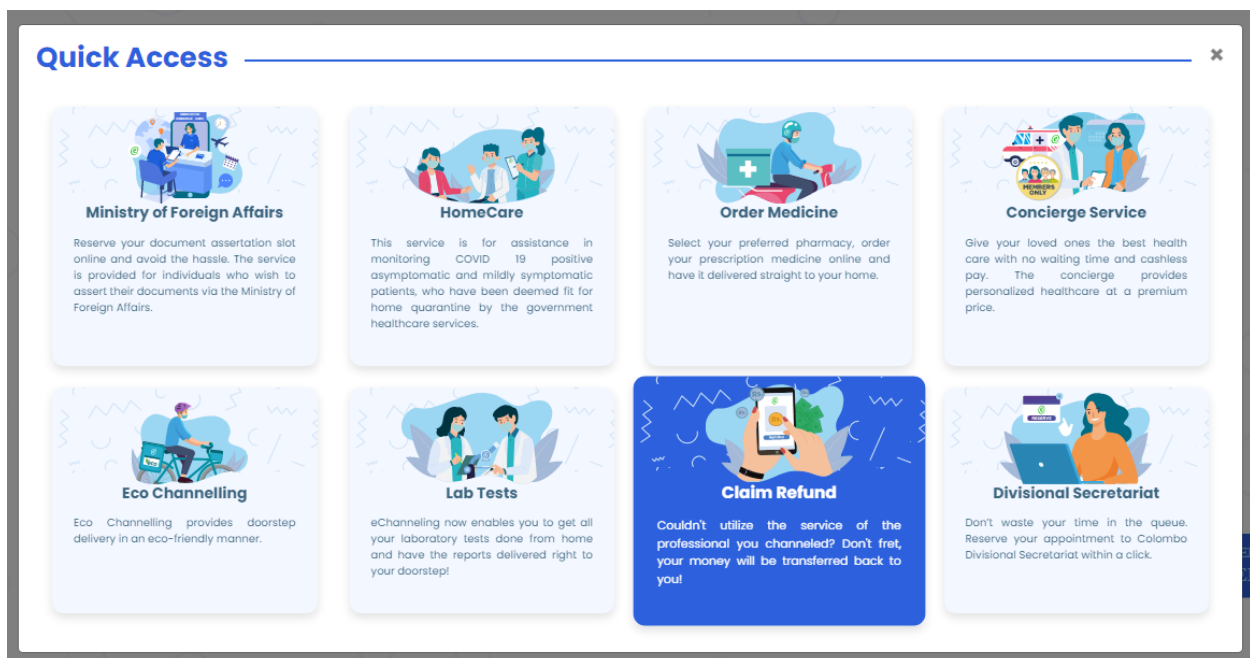 Quick Access
×
Ministry of Foreign Affairs
Reserve your document assertation slot
online and avoid the hassle. The service
is provided for individuals who wish to
assert their documents via the Ministry of
Foreign Affairs.
HomeCare
This service is for assistance in
monitoring COVID 19 positive
asymptomatic and mildly symptomatic
patients, who have been deemed fit for
home quarantine by the government
healthcare services.
Order Medicine
Select your preferred pharmacy, order
your prescription medicine online and
have it delivered straight to your home.
MEMBERS
ONLY
Concierge Service
Give your loved ones the best health
care with no waiting time and cashless
pay. The concierge provides
personalized healthcare at a premium
price.
eco
Eco Channelling
Eco Channelling provides doorstep
delivery in an eco-friendly manner.
Lab Tests
eChanneling now enables you to get all
your laboratory tests done from home
and have the reports delivered right to
your doorstep!
Claim Refund
Couldn't utilize the service of the
professional you channeled? Don't fret,
your money will be transferred back to
you!
RESERVE
Divisional Secretariat
Don't waste your time in the queue.
Reserve your appointment to Colombo
Divisional Secretariat within a click.